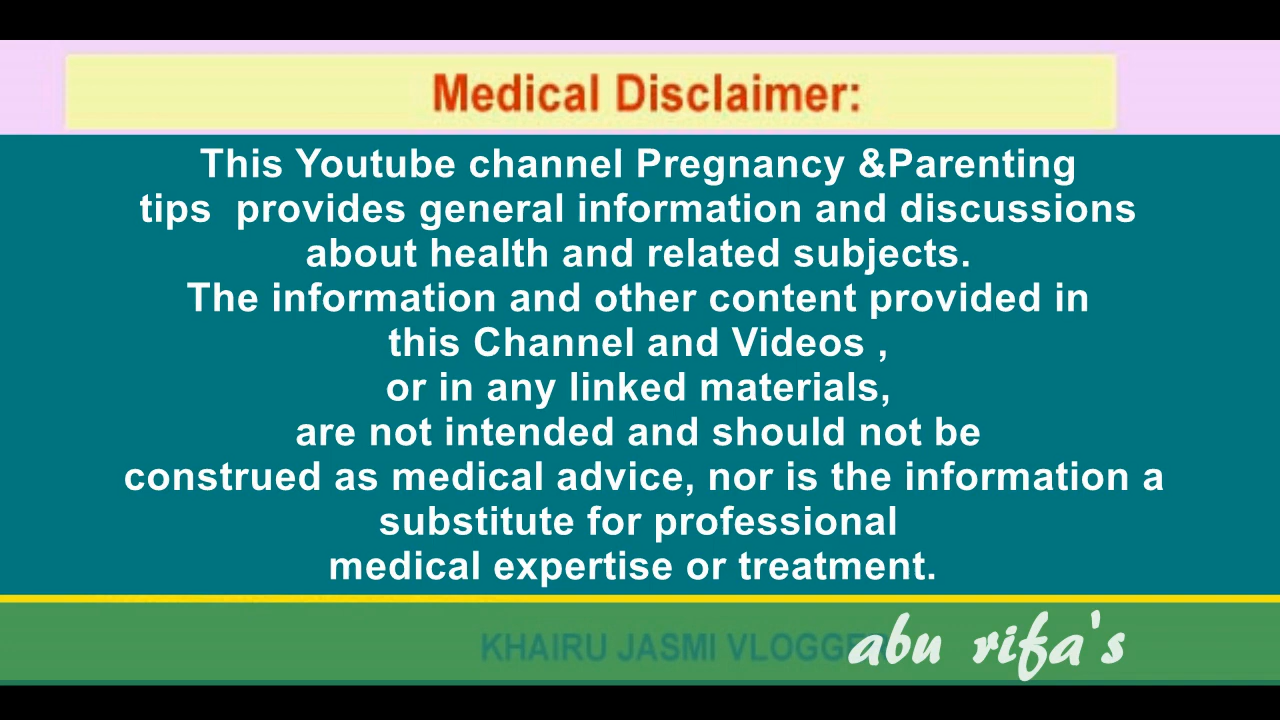 Medical Disclaimer:
This Youtube channel Pregnancy &Parenting
tips  provides general information and discussions
about health and related subjects.
The information and other content provided in
this Channel and Videos ,
or in any linked materials,
are not intended and should not be
construed as medical advice, nor is the information a
substitute for professional
medical expertise or treatment.
KHAIRU JASMI
abu rifa's